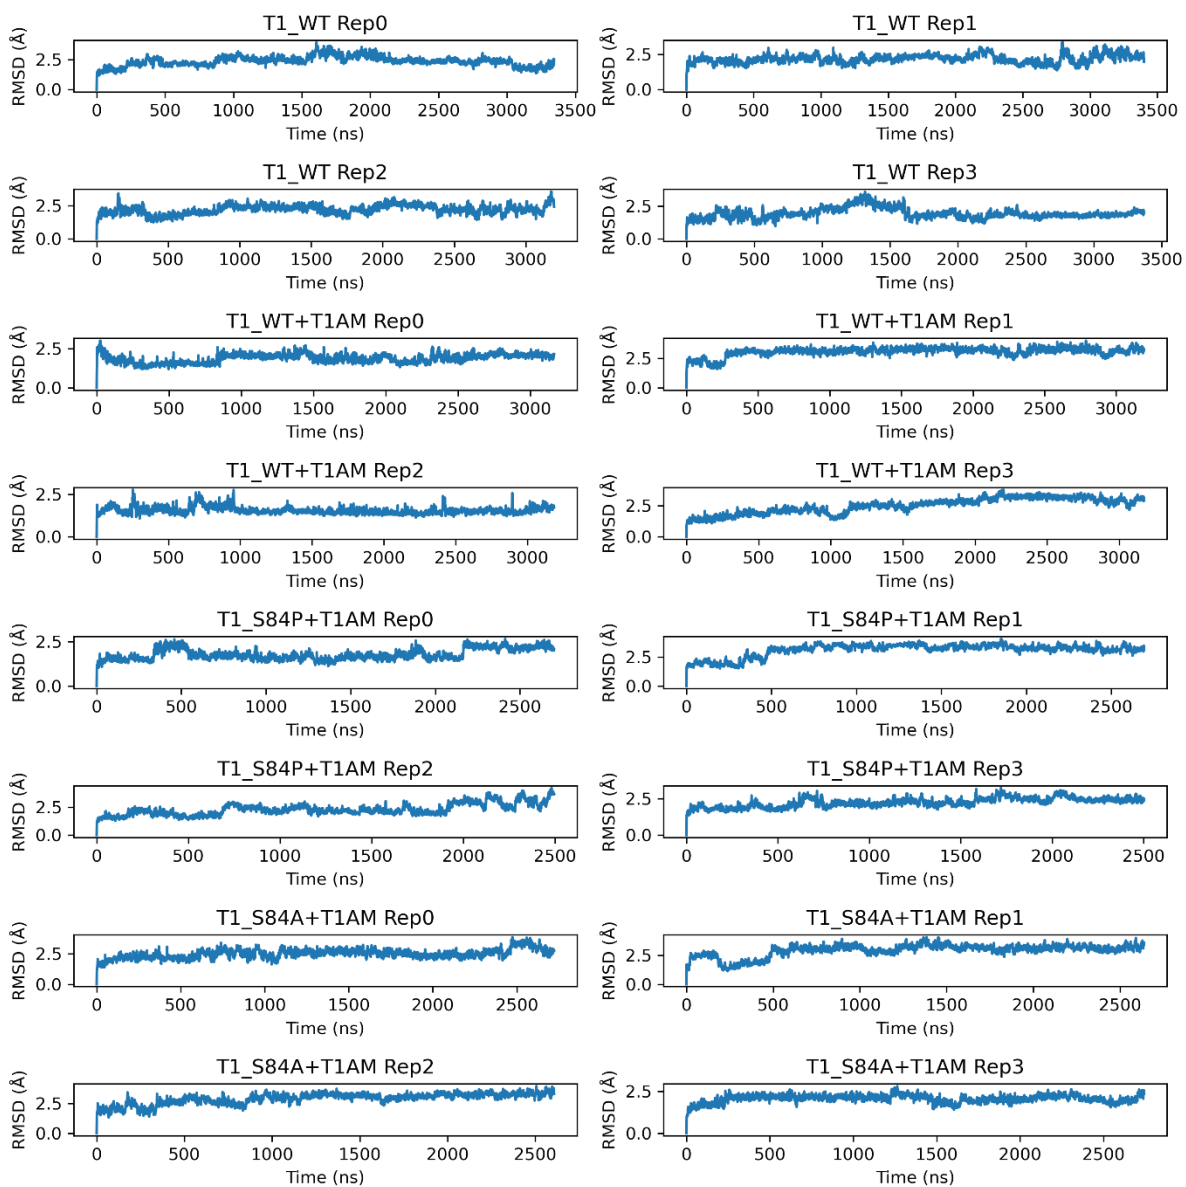 T1_WT Rep0
RMSD (Å)
2.5
0.0
0 500 1000 1500 2000 2500 3000 3500
Time (ns)
T1_WT Rep1
RMSD (Å)
2.5
0.0
0 500 1000 1500 2000 2500 3000 3500
Time (ns)
T1_WT Rep2
RMSD (Å)
2.5
0.0
0 500 1000 1500 2000 2500 3000
Time (ns)
T1_WT Rep3
RMSD (Å)
2.5
0.0
0 500 1000 1500 2000 2500 3000 3500
Time (ns)
T1_WT+T1AM Rep0
RMSD (Å)
2.5
0.0
0 500 1000 1500 2000 2500 3000
Time (ns)
T1_WT+T1AM Rep1
RMSD (Å)
2.5
0.0
0 500 1000 1500 2000 2500 3000
Time (ns)
T1_WT+T1AM Rep2
RMSD (Å)
2.5
0.0
0 500 1000 1500 2000 2500 3000
Time (ns)
T1_WT+T1AM Rep3
RMSD (Å)
2.5
0.0
0 500 1000 1500 2000 2500 3000
Time (ns)
T1_S84P+T1AM Rep0
RMSD (Å)
2.5
0.0
0 500 1000 1500 2000 2500
Time (ns)
T1_S84P+T1AM Rep1
RMSD (Å)
2.5
0.0
0 500 1000 1500 2000 2500
Time (ns)
T1_S84P+T1AM Rep2
RMSD (Å)
2.5
0.0
0 500 1000 1500 2000 2500
Time (ns)
T1_S84P+T1AM Rep3
RMSD (Å)
2.5
0.0
0 500 1000 1500 2000 2500
Time (ns)
T1_S84A+T1AM Rep0
RMSD (Å)
2.5
0.0
0 500 1000 1500 2000 2500
Time (ns)
T1_S84A+T1AM Rep1
RMSD (Å)
2.5
0.0
0 500 1000 1500 2000 2500
Time (ns)
T1_S84A+T1AM Rep2
RMSD (Å)
2.5
0.0
0 500 1000 1500 2000 2500
Time (ns)
T1_S84A+T1AM Rep3
RMSD (Å)
2.5
0.0
0 500 1000 1500 2000 2500
Time (ns)